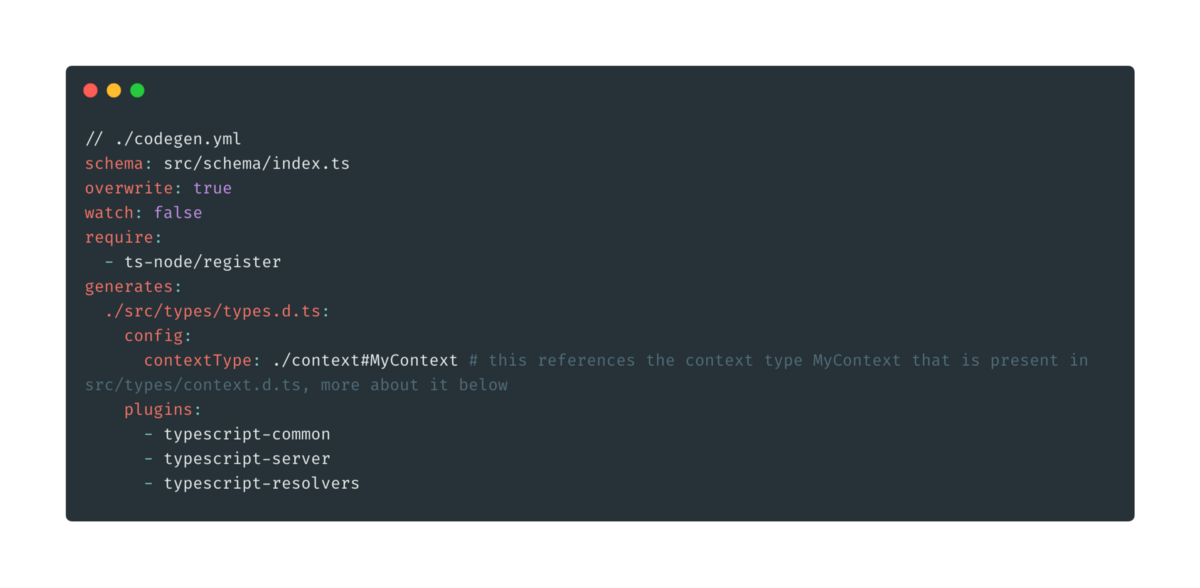 // ./codegen.yml
schema: src/schema/index.ts
overwrite: true
watch: false
require:
  - ts-node/register
generates:
  ./src/types/types.d.ts:
    config:
      contextType: ./context#MyContext # this references the context type MyContext that is present in
src/types/context.d.ts, more about it below
    plugins:
      - typescript-common
      - typescript-server
      - typescript-resolvers